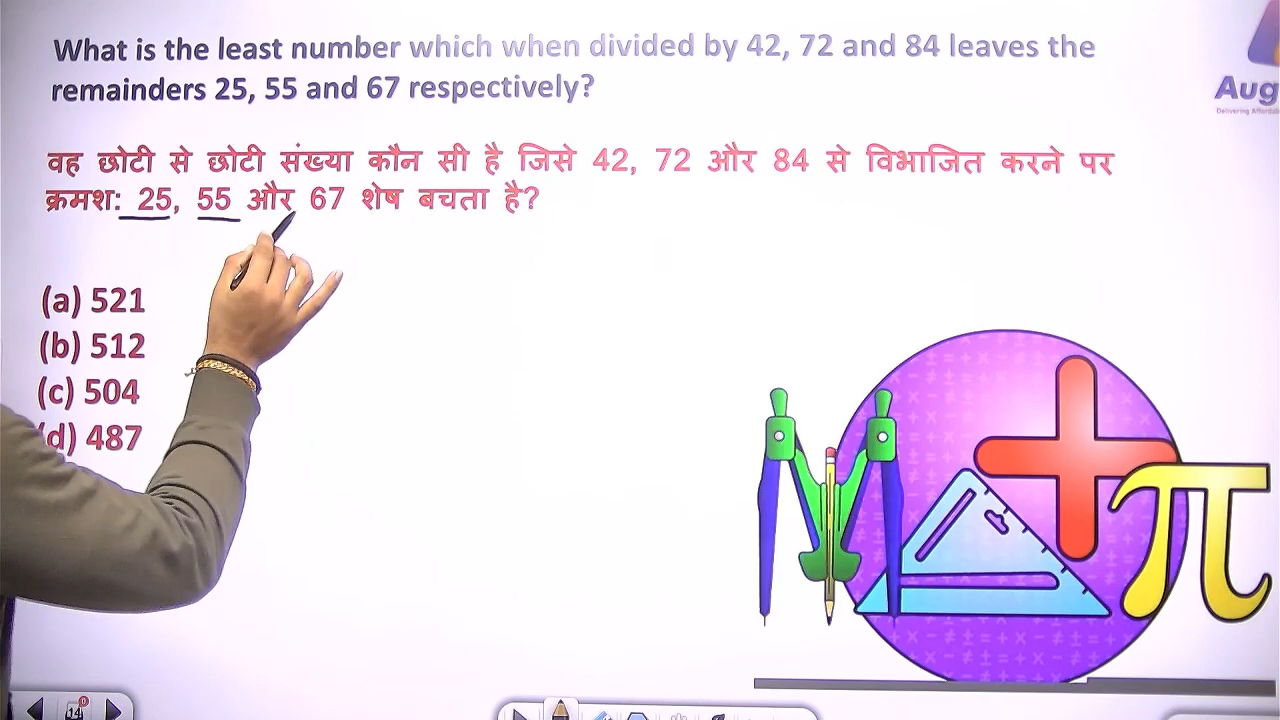 What is the least number which when divided by 42, 72 and 84 leaves the
remainders 25, 55 and 67 respectively?
Aug
वह छोटी से छोटी संख्या कौन सी है जिसे 42, 72 और 84 से विभाजित करने पर
क्रमश: 25, 55 और 67 शेष बचता है?
(a) 521
(b) 512
(c) 504
(d) 487